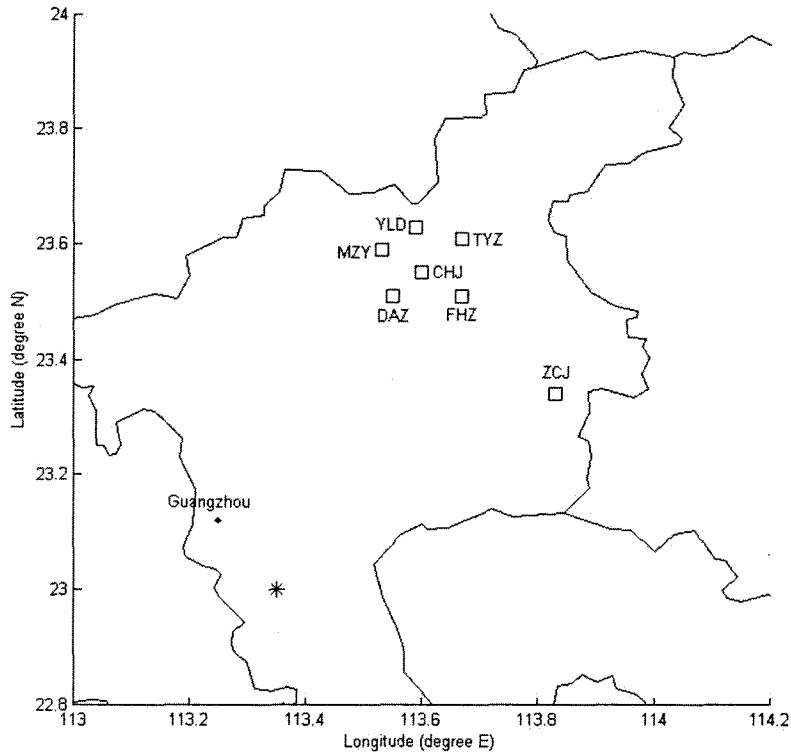 24
23.8
YLD
TYZ
MZY
23.6
CHJ
DAZ
FHZ
23.4
ZCJ
Latitude (degree N)
23.2
Guangzhou
23
22.8
113
113.2
113.4
113.6
113.8
114
114.2
Longitude (degree E)